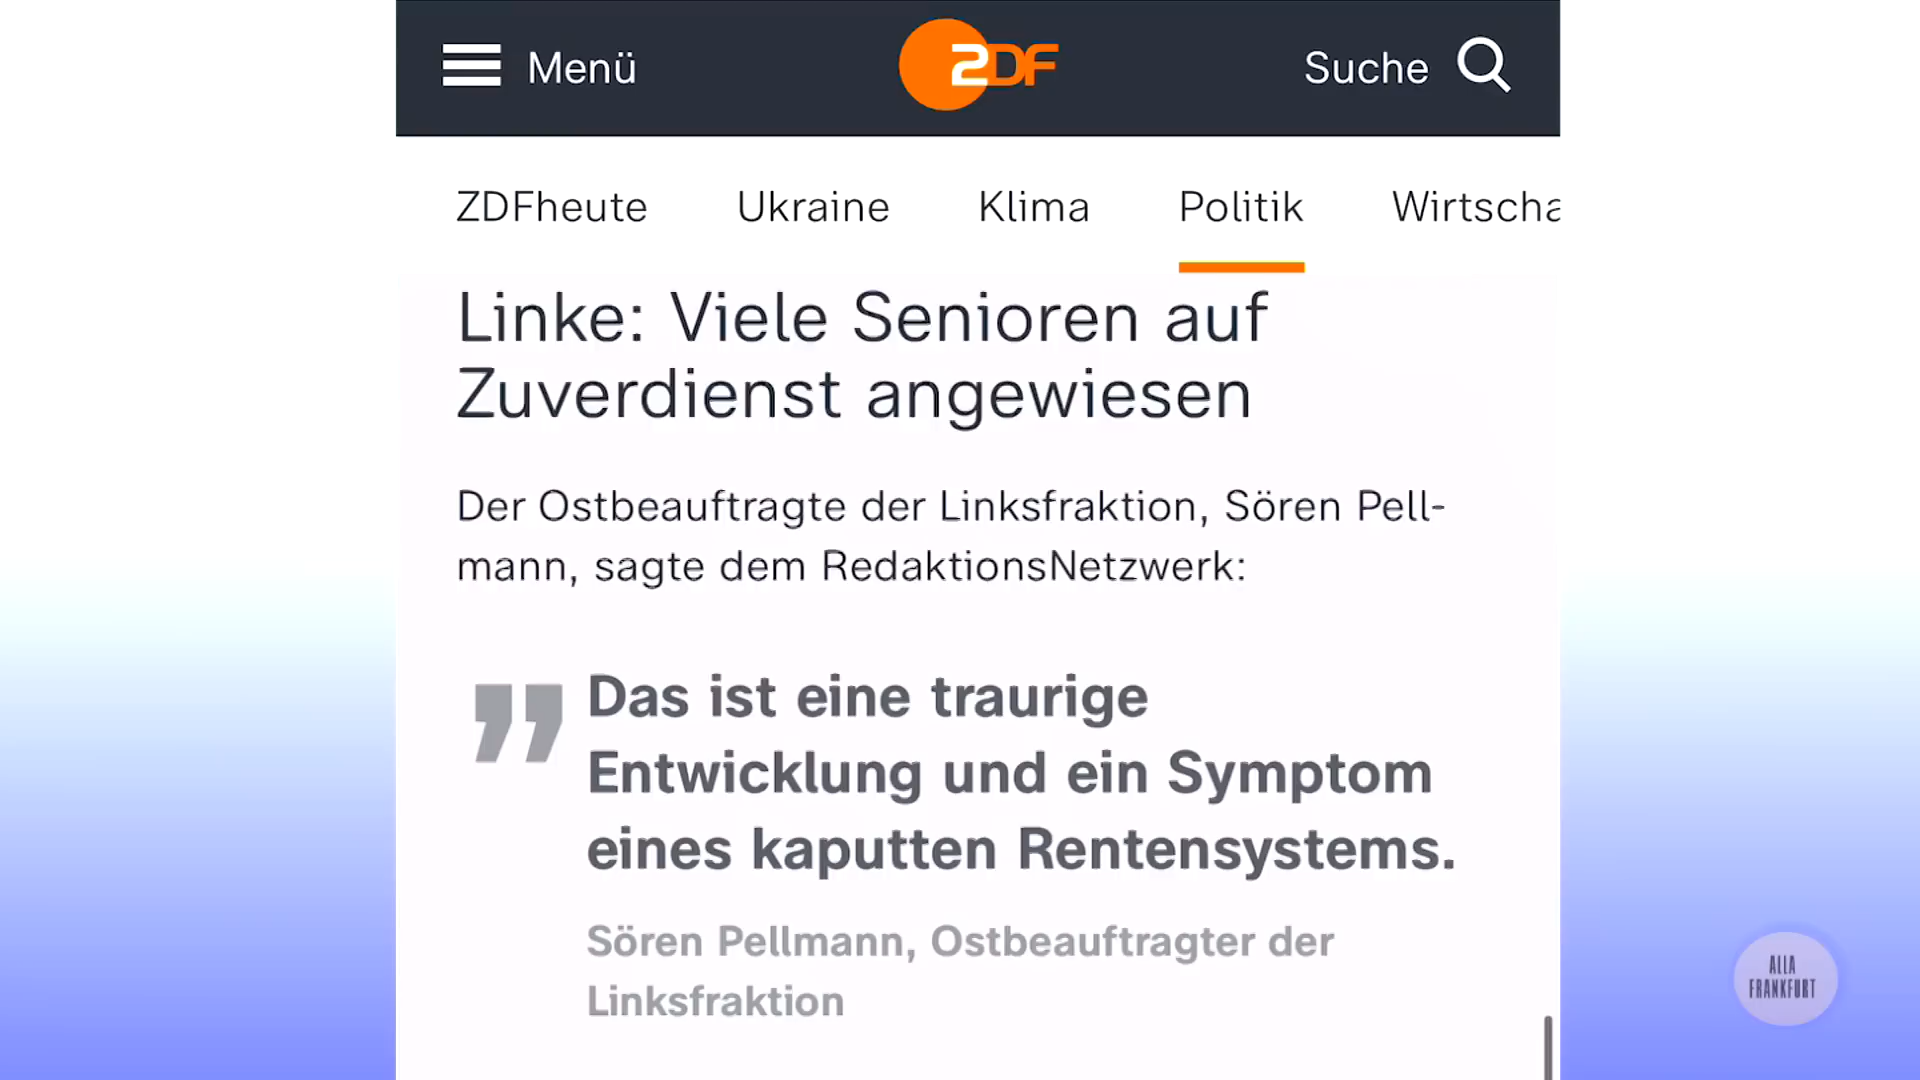 Menü
ZDF
Suche
ZDFheute
Ukraine
Klima
Politik
Wirtscha
Linke: Viele Senioren auf
Zuverdienst angewiesen
Der Ostbeauftragte der Linksfraktion, Sören Pell-
mann, sagte dem RedaktionsNetzwerk:
" Das ist eine traurige
Entwicklung und ein Symptom
eines kaputten Rentensystems.
Sören Pellmann, Ostbeauftragter der
Linksfraktion
ALLA
FRANKFURT